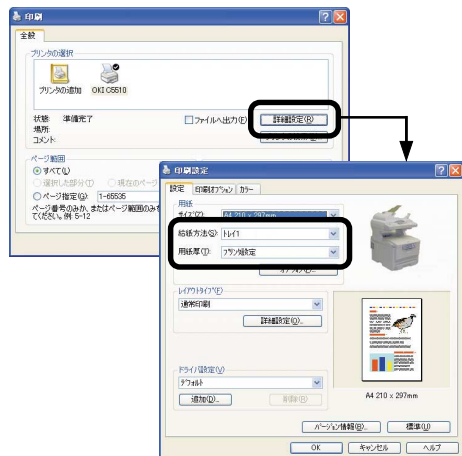 印刷
全般
プリンタの選択
プリンタの追加
OKI C5510
状態: 準備完了
場所:
コメント:
ファイルへ出力(F)
詳細設定(R)
ページ範囲
すべて(L)
選択した部分(T)
現在のページ
ページ指定(G): 1-65535
ページ番号のみか、またはページ範囲のみを
てください。例: 5-12
印刷設定
設定 印刷オプション カラー
用紙
サイズ(Z): A4 210 x 297mm
給紙方法(S): トレイ1
用紙厚(T): プリンタ設定
レイアウトタイプ(E)
通常印刷
詳細設定(O)...
ドライバ設定(V)
デフォルト
追加(D)...
削除(R)
A4 210 x 297mm
バージョン情報(B)...
標準(U)
OK
キャンセル
ヘルプ